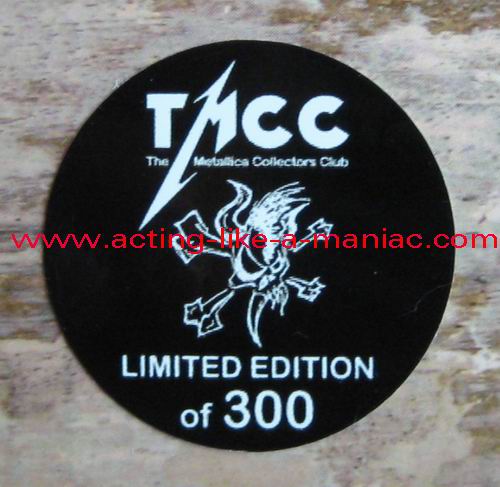 TMCC
The Metallica Collectors Club
www.acting-like-a-maniac.com
LIMITED EDITION
of 300